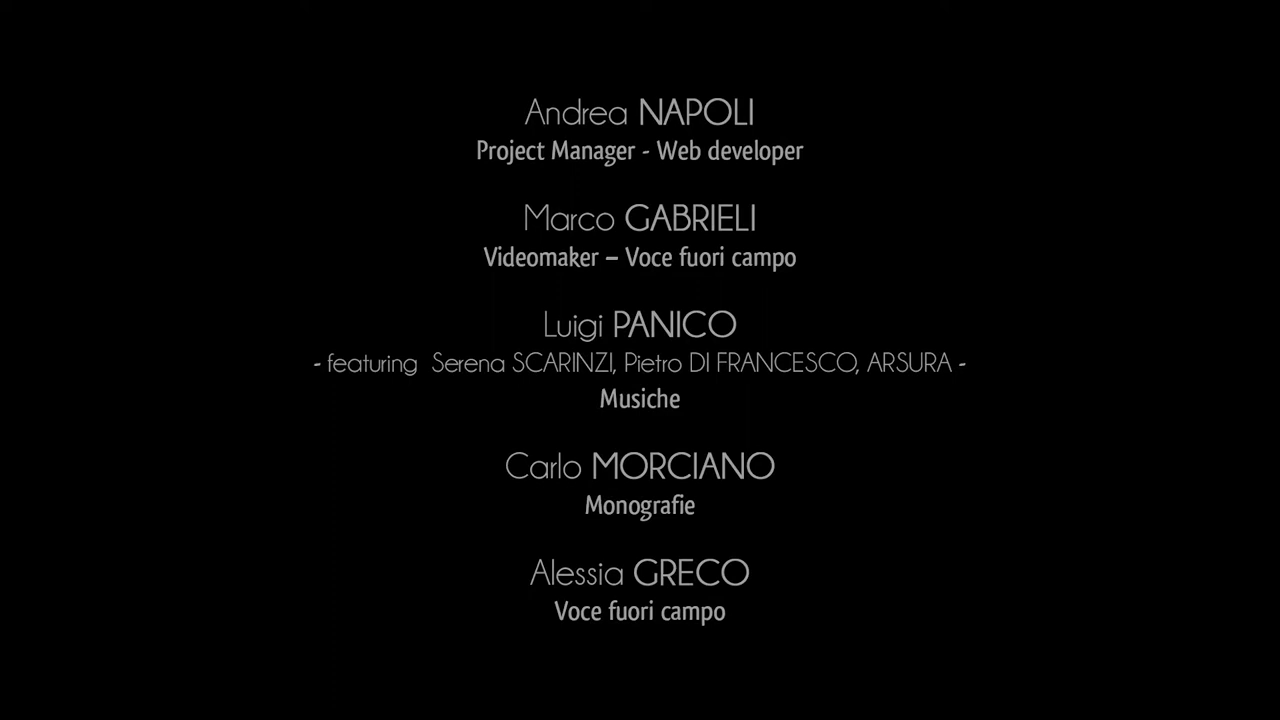 Andrea NAPOLI
Project Manager - Web developer
Marco GABRIELI
Videomaker – Voce fuori campo
Luigi PANICO
- featuring  Serena SCARINZI, Pietro DI FRANCESCO, ARSURA -
Musiche
Carlo MORCIANO
Monografie
Alessia GRECO
Voce fuori campo